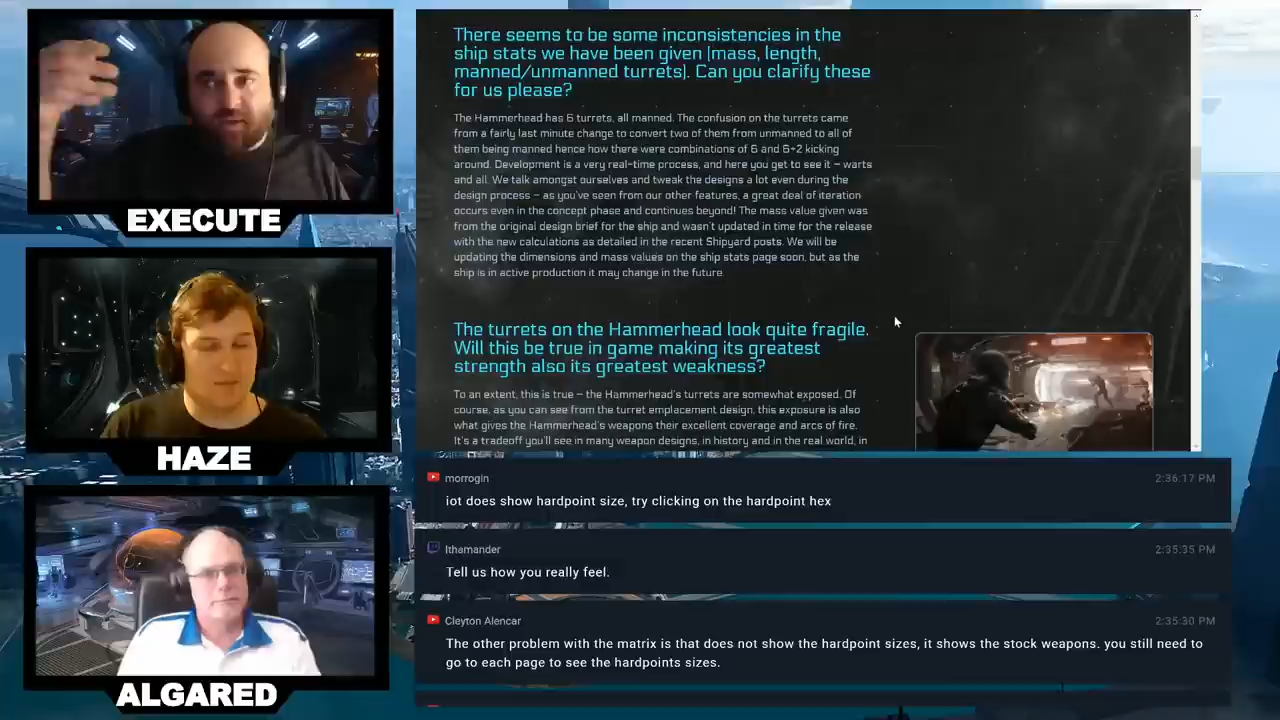 EXECUTE
HAZE
ALGARED
There seems to be some inconsistencies in the
ship stats we have been given (mass, length,
manned/unmanned turrets). Can you clarify these
for us please?
The Hammerhead has 6 turrets, all manned. The confusion on the turrets came
from a fairly last minute change to convert two of them from unmanned to all of
them being manned hence how there were combinations of 6 and 6+2 kicking
around. Development is a very real-time process, and here you get to see it – warts
and all. We talk amongst ourselves and tweak the designs a lot even during the
design process – as you've seen from our other features, a great deal of iteration
occurs even in the concept phase and continues beyond! The mass value given was
from the original design brief for the ship and wasn't updated in time for the release
with the new calculations as detailed in the recent Shipyard posts. We will be
updating the dimensions and mass values on the ship stats page soon, but as the
ship is in active production it may change in the future.
The turrets on the Hammerhead look quite fragile.
Will this be true in game making its greatest
strength also its greatest weakness?
To an extent, this is true – the Hammerhead's turrets are somewhat exposed. Of
course, as you can see from the turret emplacement design, this exposure is also
what gives the Hammerhead's weapons their excellent coverage and arcs of fire.
It's a tradeoff you'll see in many weapon designs, in history and in the real world, in
morrogin
2:36:17 PM
iot does show hardpoint size, try clicking on the hardpoint hex
Ithamander
2:35:35 PM
Tell us how you really feel.
Cleyton Alencar
2:35:30 PM
The other problem with the matrix is that does not show the hardpoint sizes, it shows the stock weapons. you still need to
go to each page to see the hardpoints sizes.